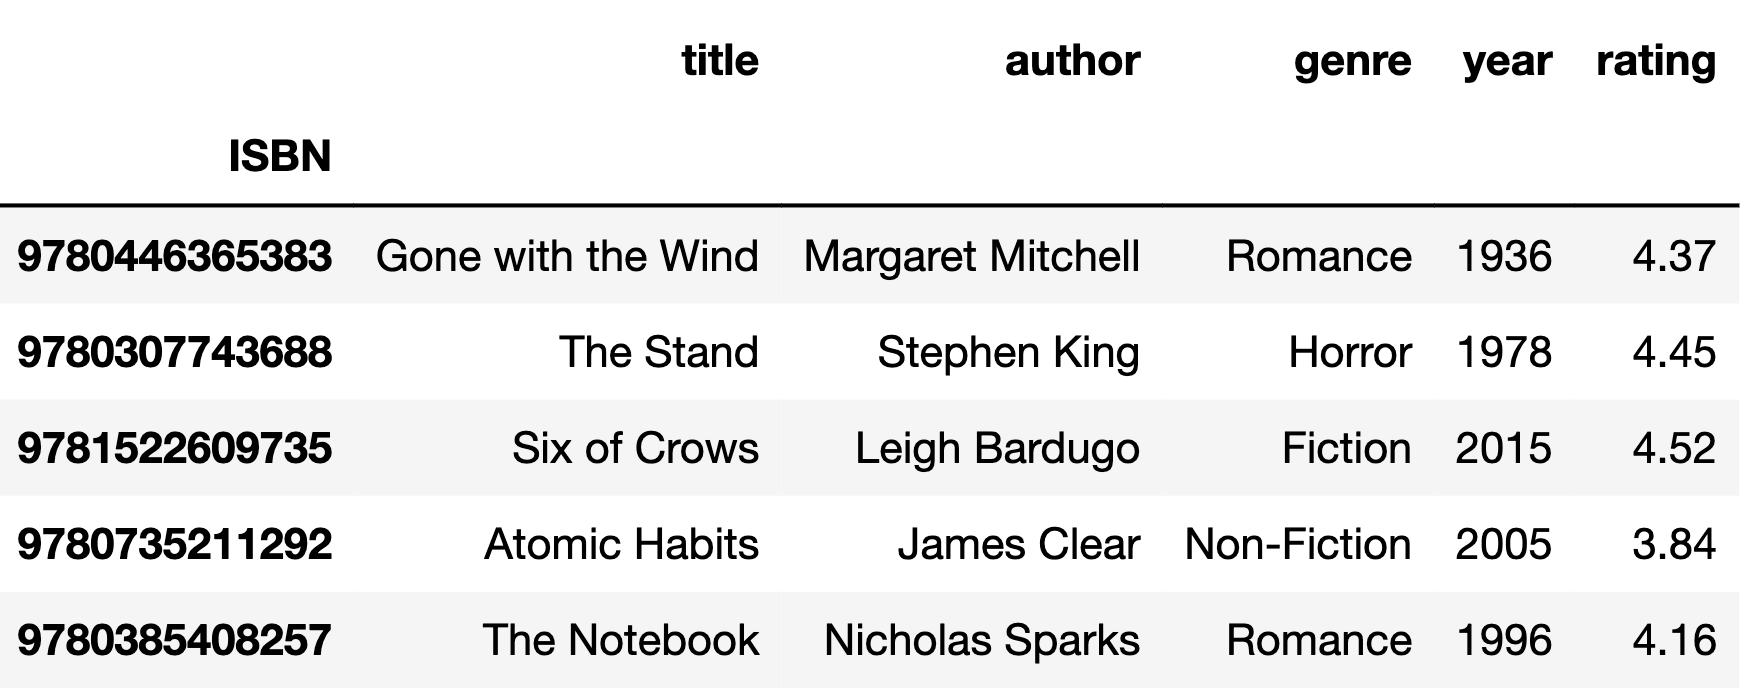 title author genre year rating
ISBN
9780446365383 Gone with the Wind Margaret Mitchell Romance 1936 4.37
9780307743688 The Stand Stephen King Horror 1978 4.45
9781522609735 Six of Crows Leigh Bardugo Fiction 2015 4.52
9780735211292 Atomic Habits James Clear Non-Fiction 2005 3.84
9780385408257 The Notebook Nicholas Sparks Romance 1996 4.16